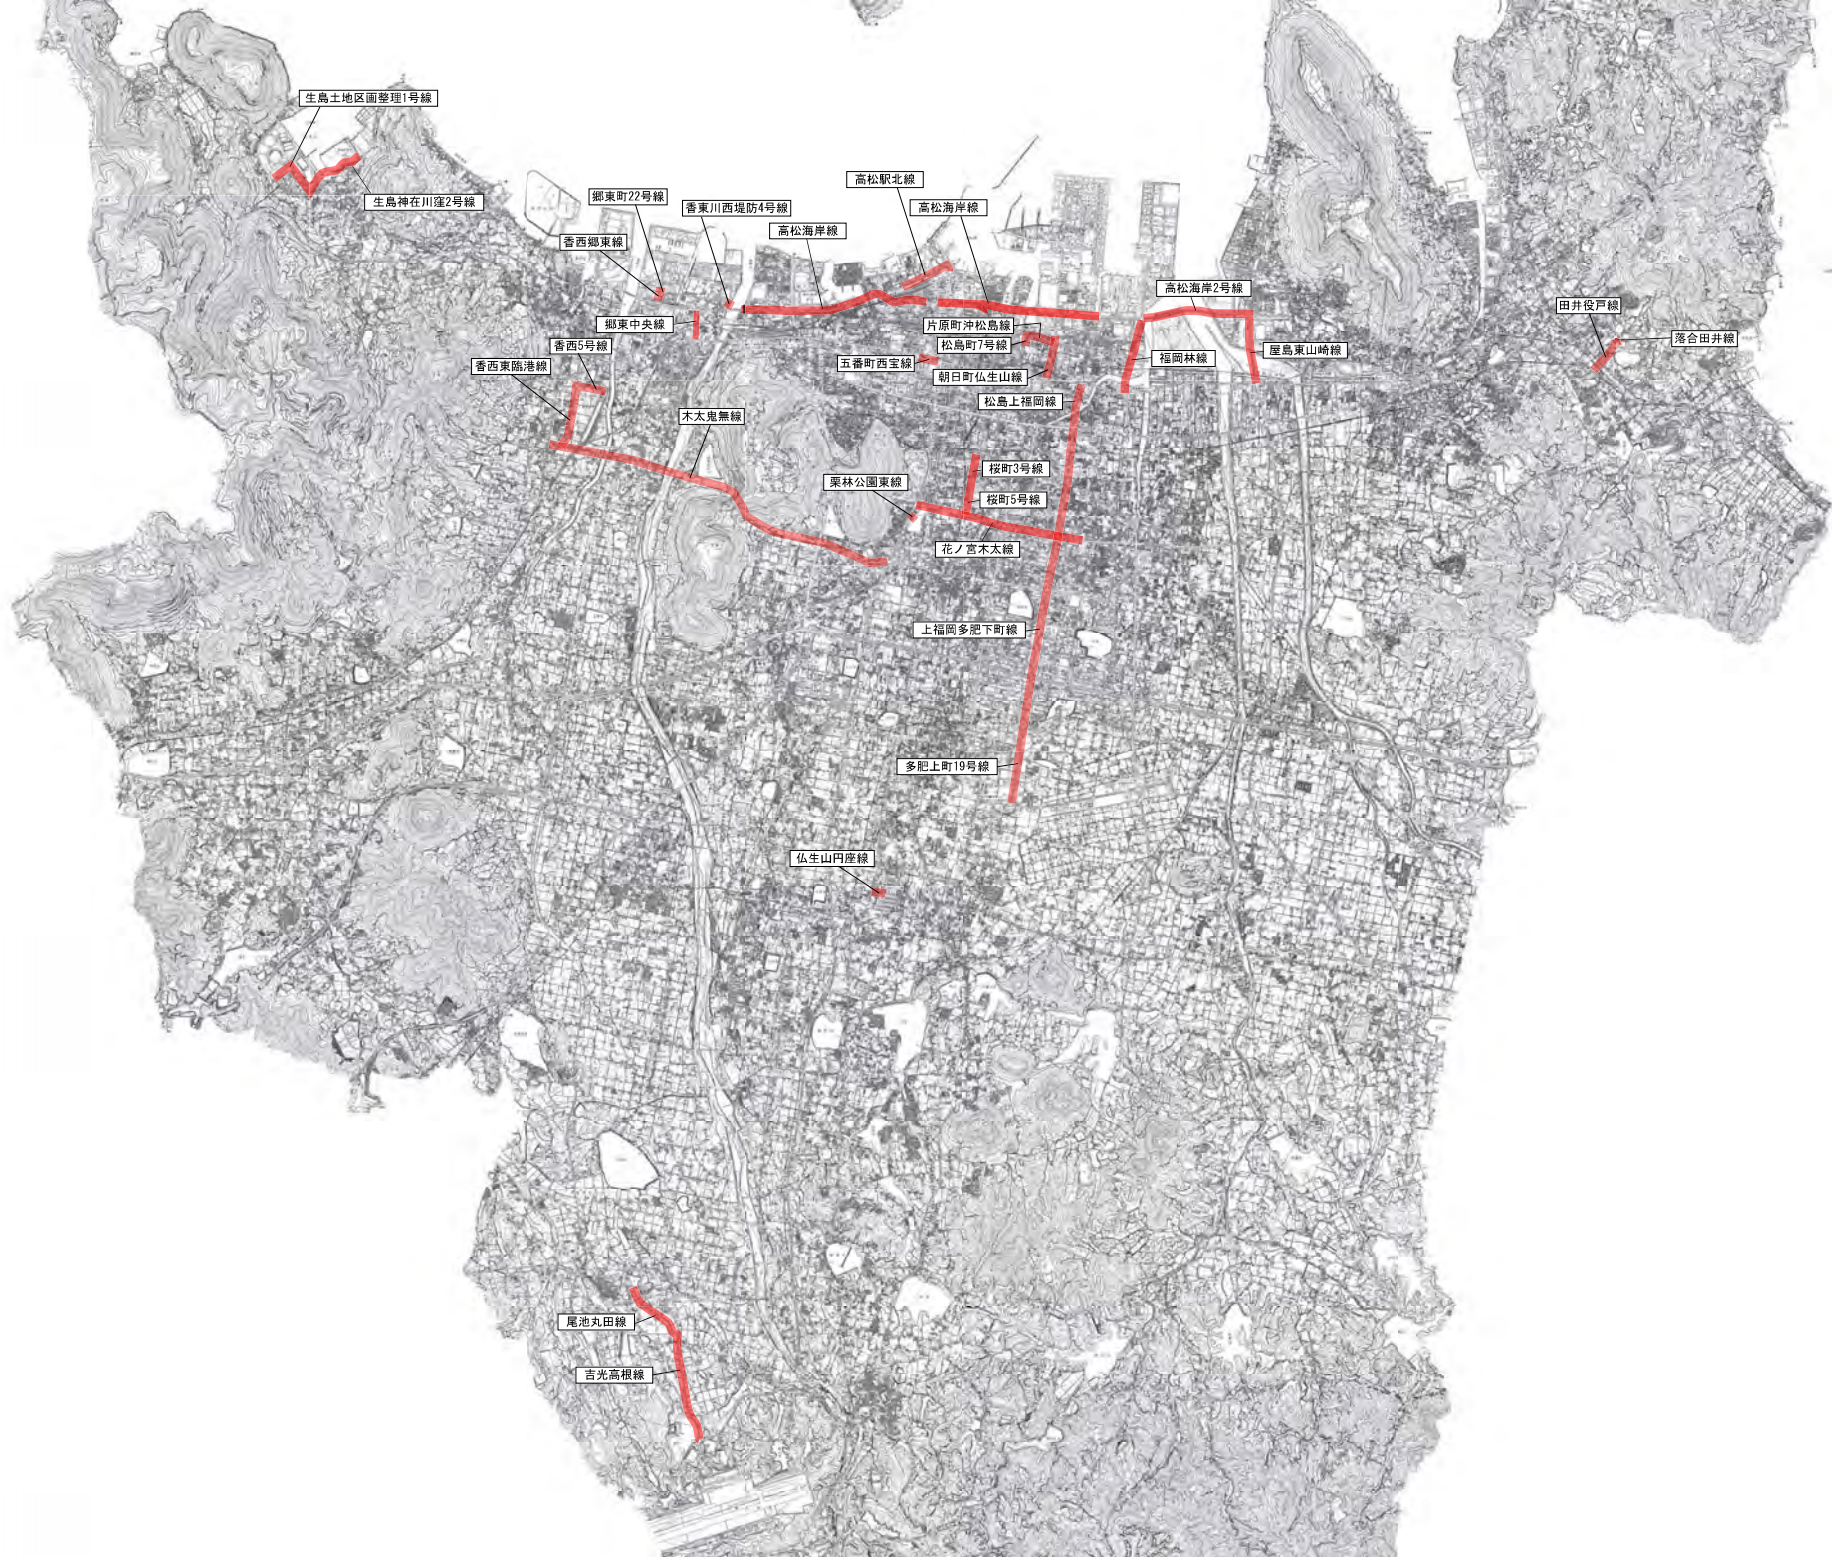 生島土地区画整理1号線
生島神在川窪2号線
高松駅北線
郷東町22号線
香東川西堤防4号線
高松海岸線
高松海岸線
香西郷東線
高松海岸2号線
田井役戸線
郷東中央線
片原町沖松島線
落合田井線
香西5号線
松島町7号線
屋島東山崎線
香西東臨港線
五番町西宝線
福岡林線
朝日町仏生山線
松島上福岡線
木太鬼無線
桜町3号線
栗林公園東線
桜町5号線
花ノ宮木太線
上福岡多肥下町線
多肥上町19号線
仏生山円座線
尾池丸田線
吉光高根線